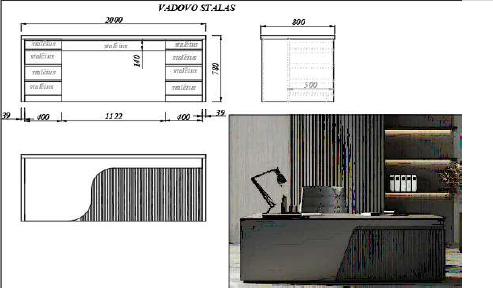 VADOVO STALAS
2000
800
stalčius stalčius stalčius
stalčius stalčius
stalčius stalčius
stalčius stalčius
140
780
500
39 400 1122 400 39